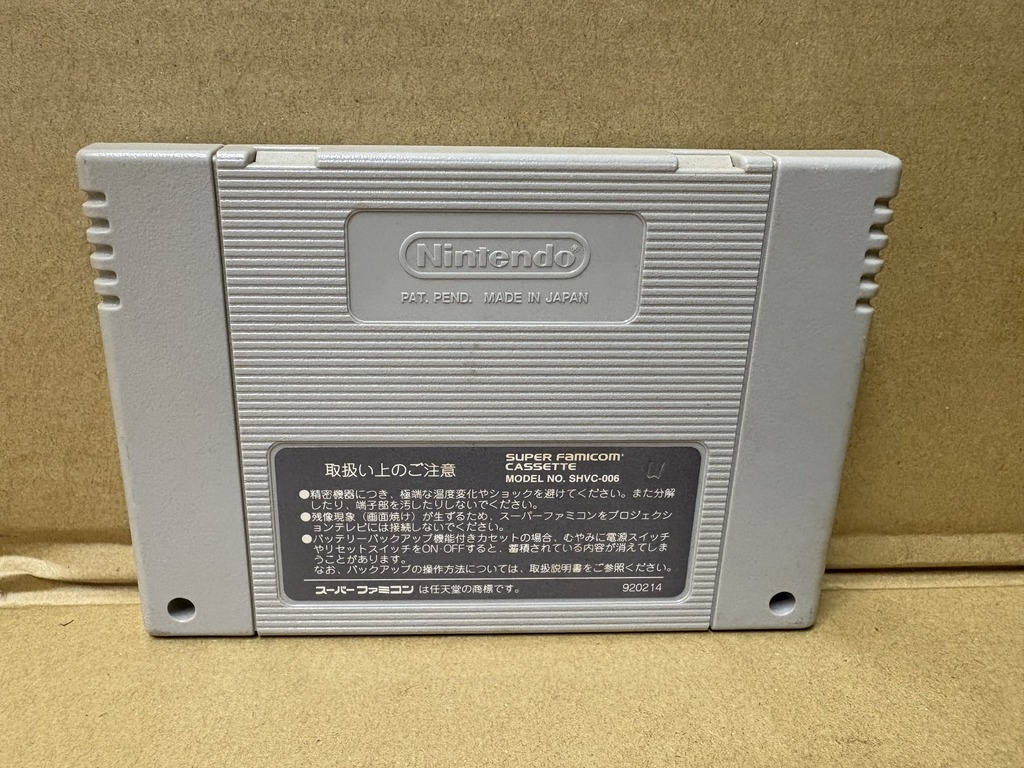 Nintendo®
PAT. PEND. MADE IN JAPAN
取扱い上のご注意
SUPER FAMICOM
CASSETTE
MODEL NO. SHVC-006
●精密機器につき、極端な温度変化やショックを避けてください。また分解
したり、端子部を汚したりしないでください。
●残像現象（画面焼け）が生ずるため、スーパーファミコンをプロジェクシ
ョンテレビには接続しないでください。
●バッテリーバックアップ機能付きカセットの場合、むやみに電源スイッチ
やリセットスイッチをON・OFFすると、蓄積されている内容が消えてしま
うことがあります。
なお、バックアップの操作方法については、取扱説明書をご参照ください。
スーパーファミコンは任天堂の商標です。
920214